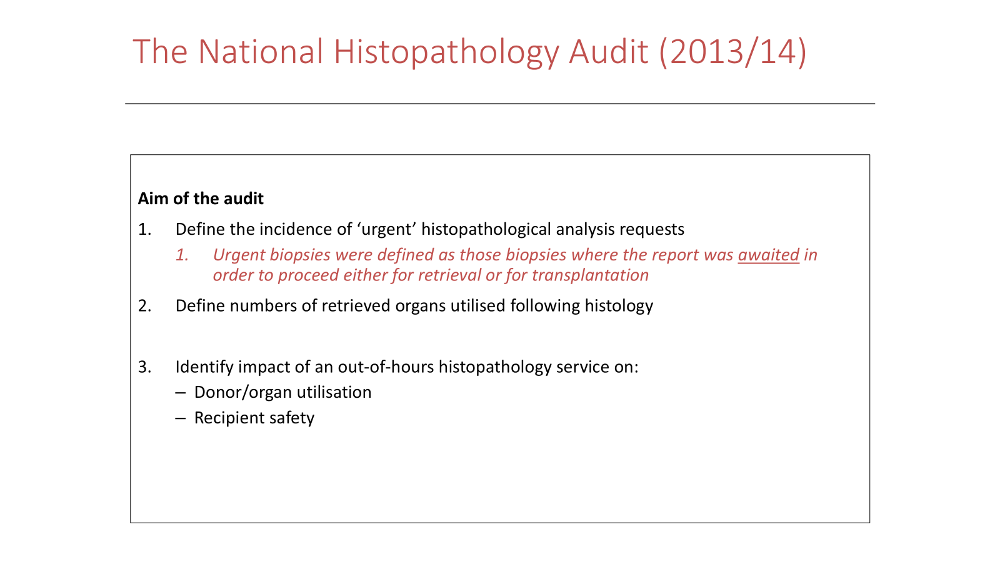 The National Histopathology Audit (2013/14)
Aim of the audit
1. Define the incidence of ‘urgent’ histopathological analysis requests
1. Urgent biopsies were defined as those biopsies where the report was awaited in
order to proceed either for retrieval or for transplantation
2. Define numbers of retrieved organs utilised following histology
3. Identify impact of an out-of-hours histopathology service on:
– Donor/organ utilisation
– Recipient safety